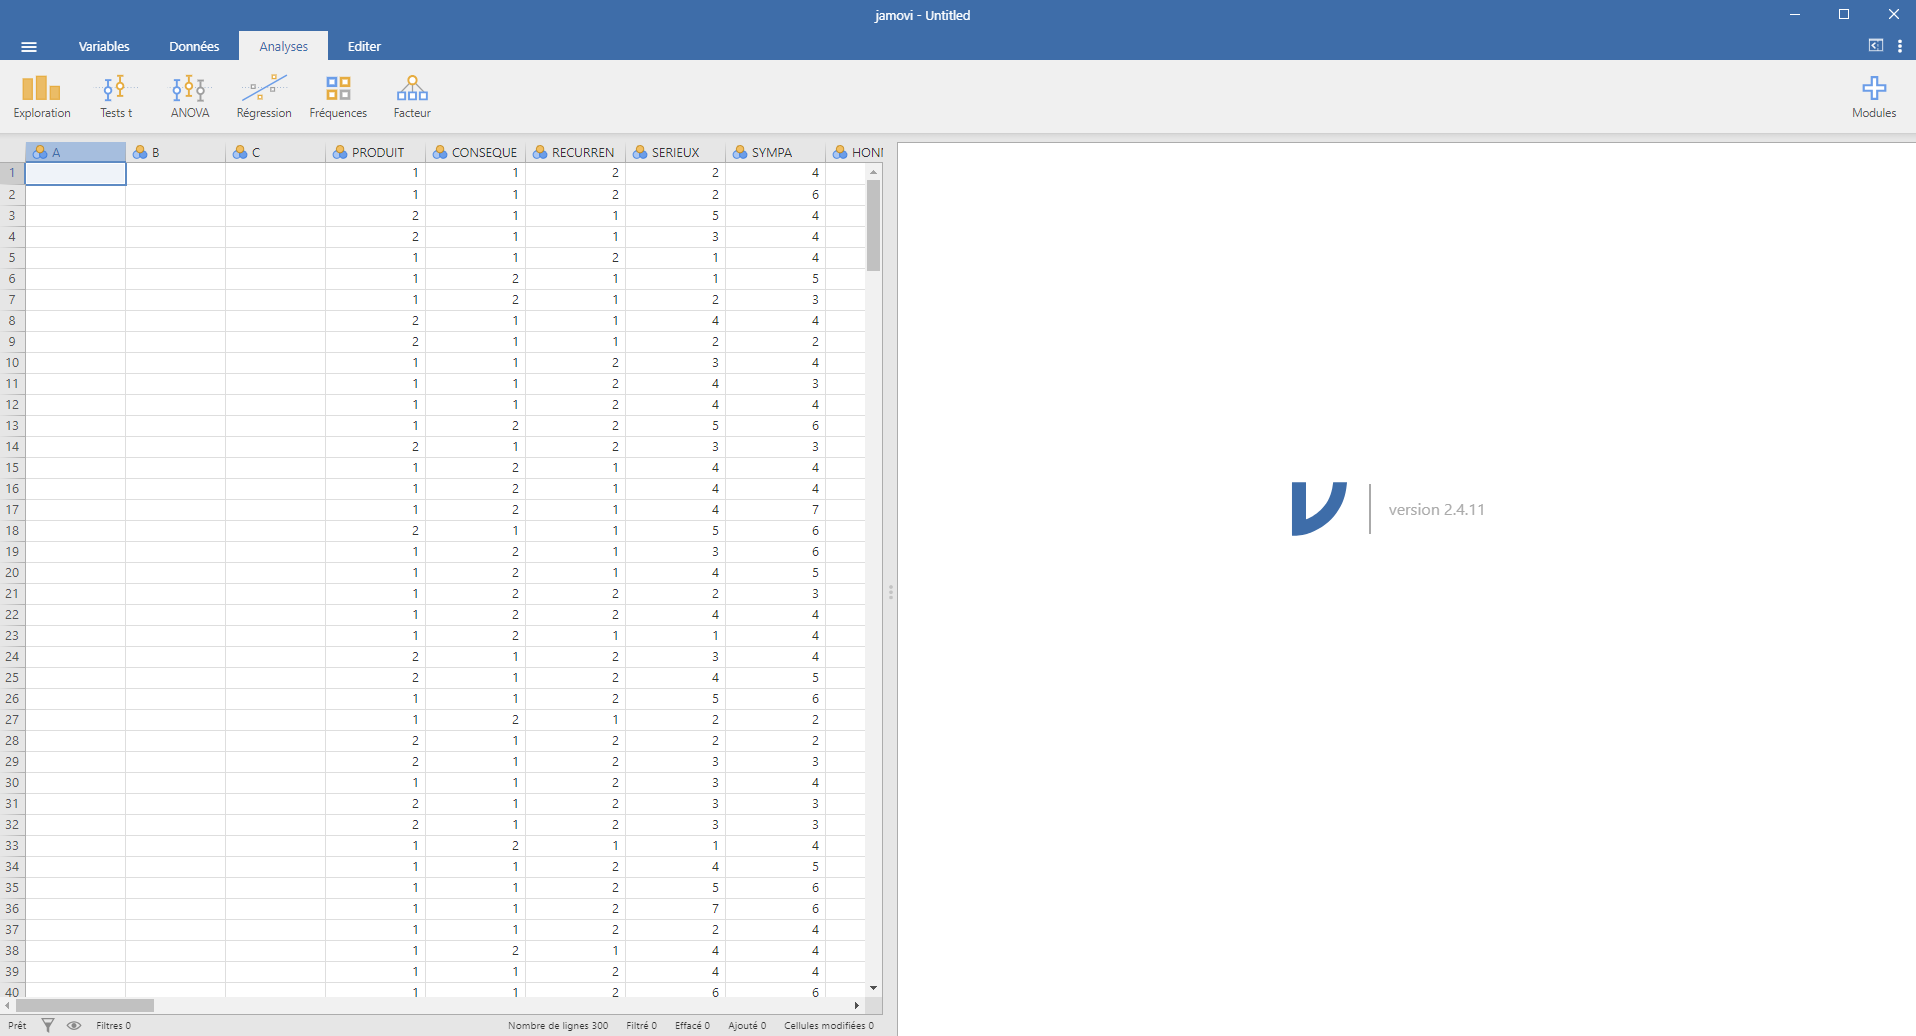 jamovi - Untitled
Variables Données Analyses Editer
Exploration Tests t ANOVA Régression Fréquences Facteur Modules
A B C PRODUIT CONSEQUE RECURREN SERIEUX SYMPA HONN
1 1 1 2 2 4
2 1 1 2 2 6
3 2 1 1 5 4
4 2 1 1 3 4
5 1 1 2 1 4
6 1 2 1 1 5
7 1 2 1 2 3
8 2 1 1 4 4
9 2 1 1 2 2
10 1 1 2 3 4
11 1 1 2 4 3
12 1 1 2 4 4
13 1 2 2 5 6
14 2 1 2 3 3
15 1 2 1 4 4
16 1 2 1 4 4
17 1 2 1 4 7
18 2 1 1 5 6
19 1 2 1 3 6
20 1 2 1 4 5
21 1 2 2 2 3
22 1 2 2 4 4
23 1 2 1 1 4
24 2 1 2 3 4
25 2 1 2 4 5
26 1 1 2 5 6
27 1 2 1 2 2
28 2 1 2 2 2
29 2 1 2 3 3
30 1 1 2 3 4
31 2 1 2 3 3
32 2 1 2 3 3
33 1 2 1 1 4
34 1 1 2 4 5
35 1 1 2 5 6
36 1 1 2 7 6
37 1 1 2 2 4
38 1 2 1 4 4
39 1 1 2 4 4
40 1 1 2 6 6
version 2.4.11
Prêt Filtres 0 Nombre de lignes 300 Filtré 0 Effacé 0 Ajouté 0 Cellules modifiées 0